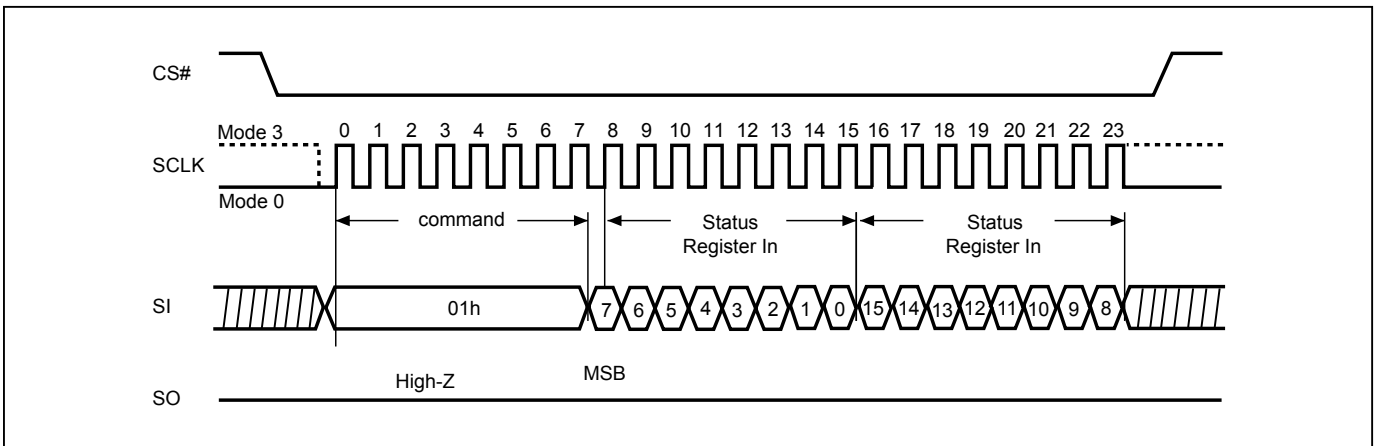 CS#
Mode 3
0 1 2 3 4 5 6 7 8 9 10 11 12 13 14 15 16 17 18 19 20 21 22 23
SCLK
Mode 0
command
Status
Register In
Status
Register In
SI
01h
7 6 5 4 3 2 1 0 15 14 13 12 11 10 9 8
High-Z
MSB
SO